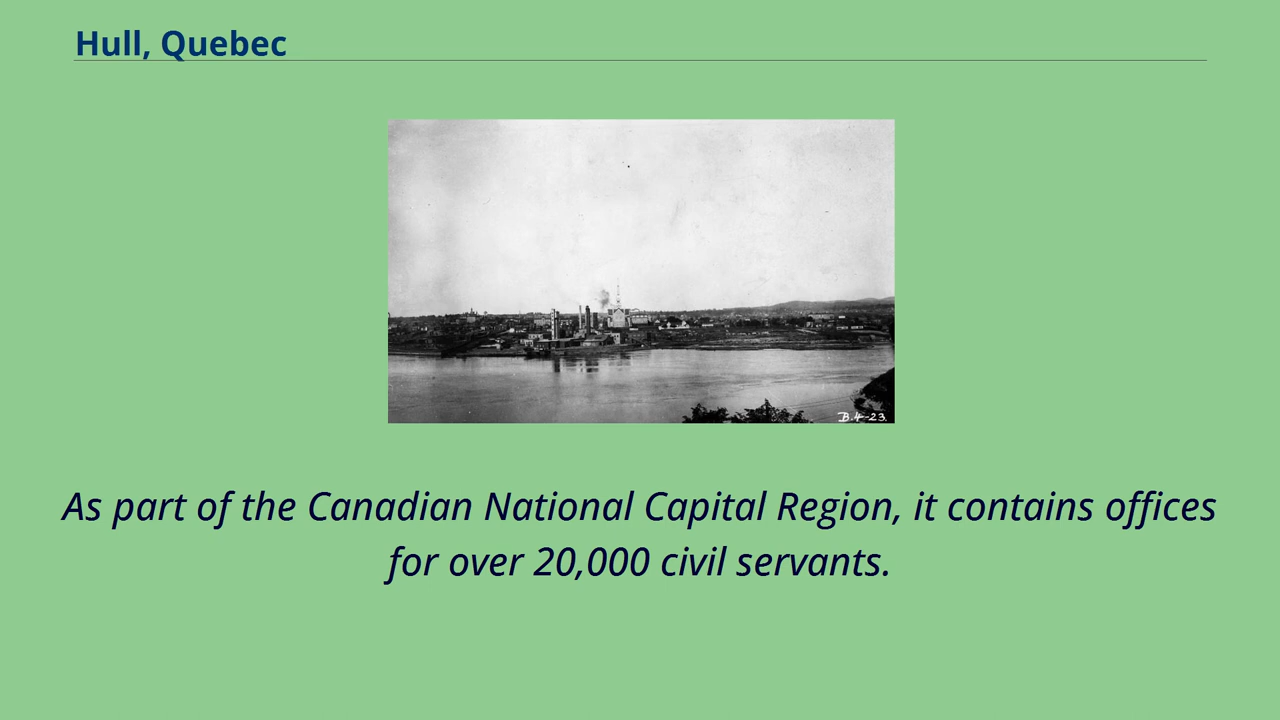 Hull, Quebec
B.4-23.
As part of the Canadian National Capital Region, it contains offices
for over 20,000 civil servants.